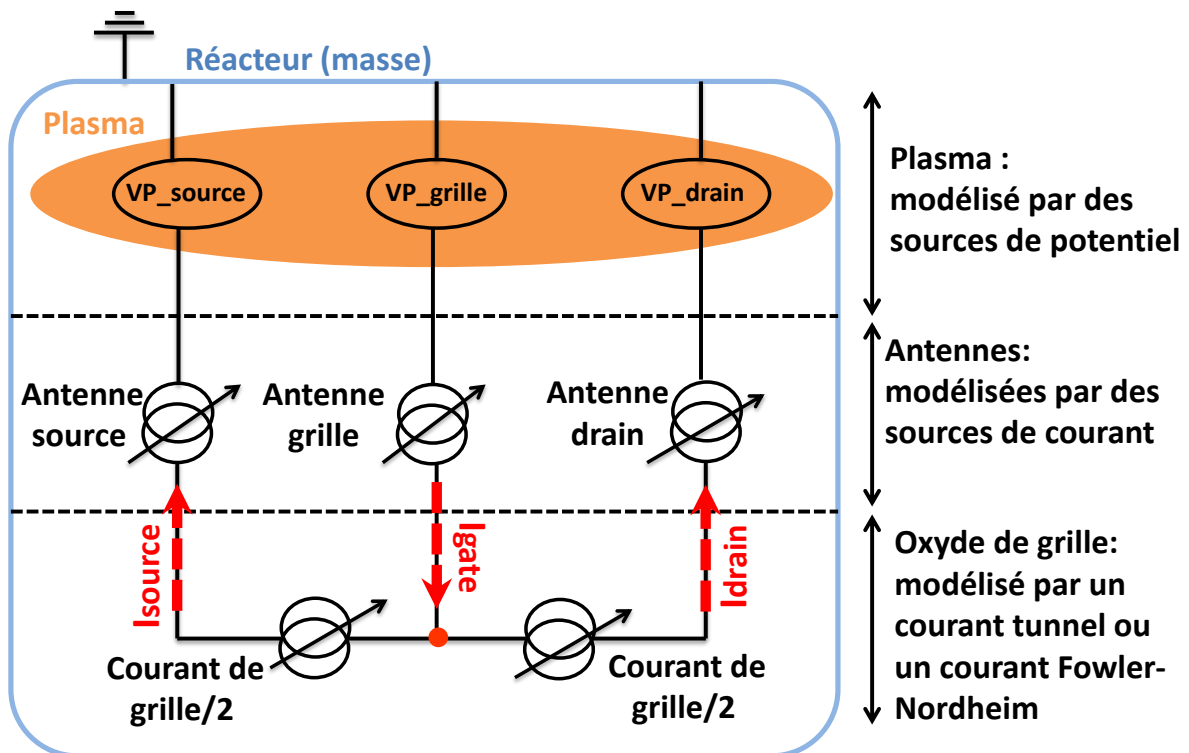 Réacteur (masse)
Plasma
VP_source
VP_grille
VP_drain
Plasma :
modélisé par des
sources de potentiel
Antenne
source
Antenne
grille
Antenne
drain
Antennes:
modélisées par des
sources de courant
Isource
Igate
Idrain
Courant de
grille/2
Courant de
grille/2
Oxyde de grille:
modélisé par un
courant tunnel ou
un courant Fowler-
Nordheim